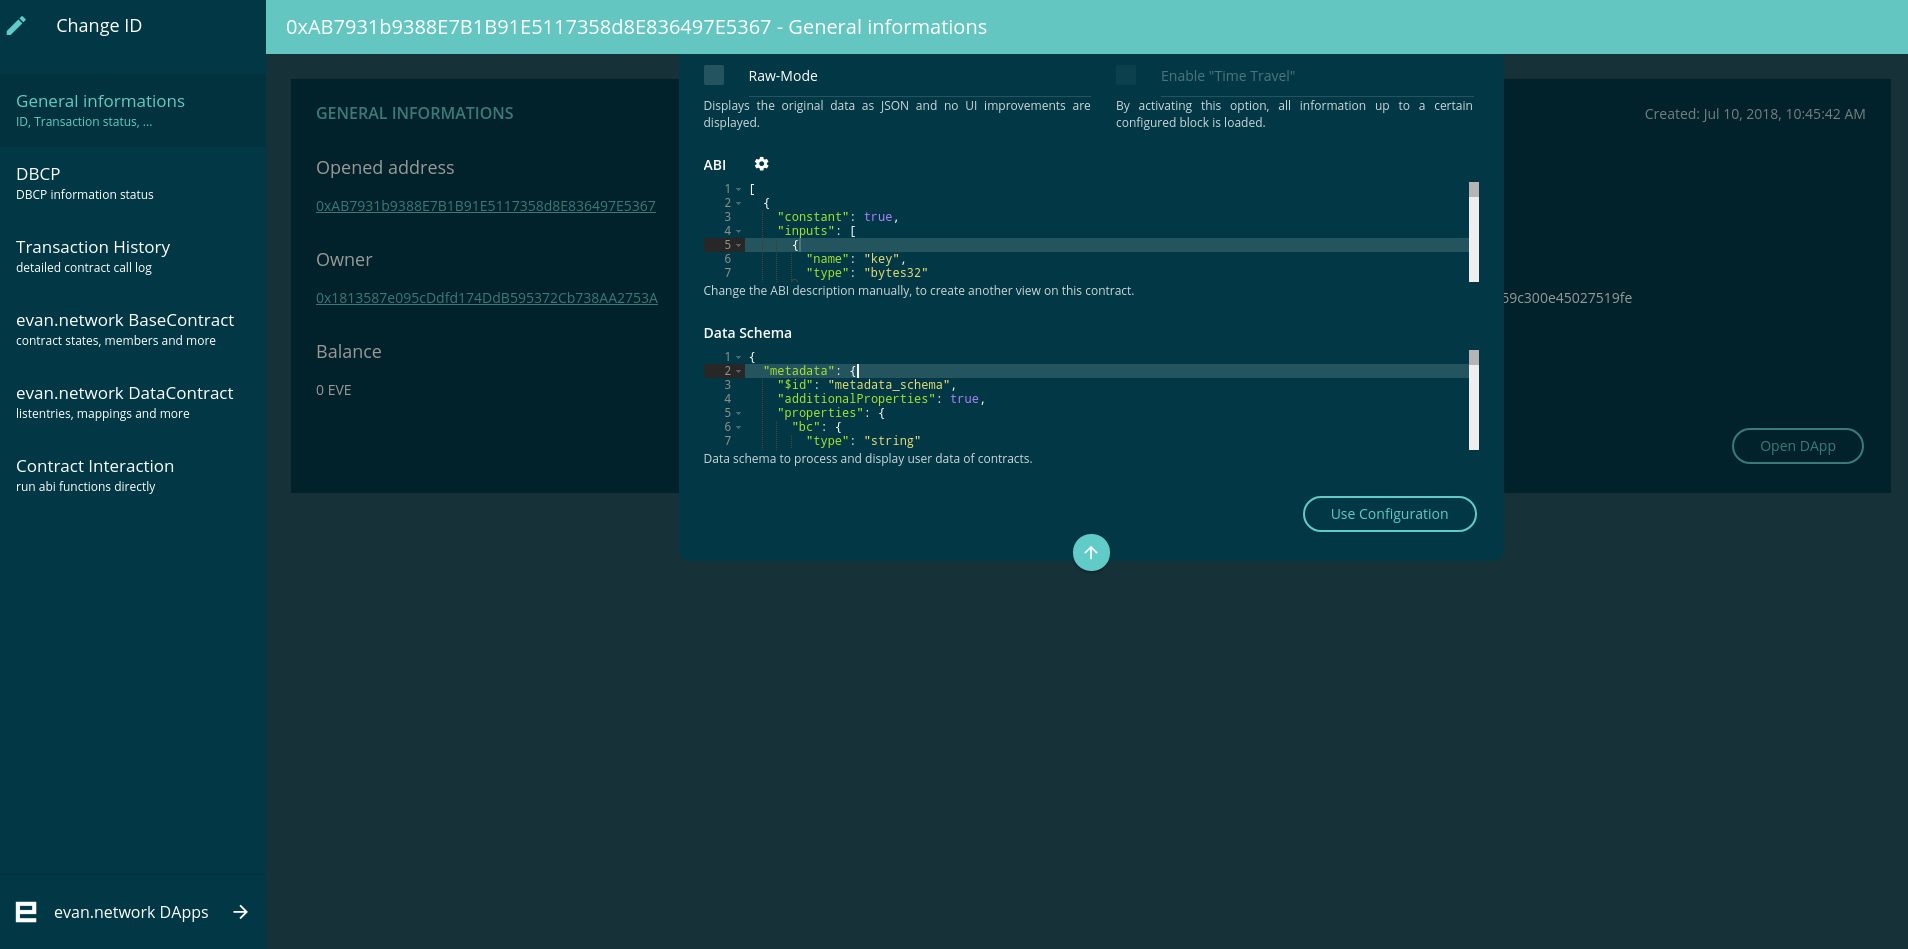 Change ID
0xAB7931b9388E7B1B91E5117358d8E836497E5367 - General informations
General informations
ID, Transaction status, ...
DBCP
DBCP information status
Transaction History
detailed contract call log
evan.network BaseContract
contract states, members and more
evan.network DataContract
listentries, mappings and more
Contract Interaction
run abi functions directly
evan.network DApps
GENERAL INFORMATIONS
Created: Jul 10, 2018, 10:45:42 AM
Opened address
0xAB7931b9388E7B1B91E5117358d8E836497E5367
Owner
0x1813587e095cDdfd174DdB595372Cb738AA2753A
Balance
0 EVE
59c300e45027519fe
Open DApp
Raw-Mode
Displays the original data as JSON and no UI improvements are
displayed.
Enable "Time Travel"
By activating this option, all information up to a certain
configured block is loaded.
ABI
1 [
2 {
3 "constant": true,
4 "inputs": [
5 {
6 "name": "key",
7 "type": "bytes32"
Change the ABI description manually, to create another view on this contract.
Data Schema
1 {
2 "metadata": {
3 "$id": "metadata_schema",
4 "additionalProperties": true,
5 "properties": {
6 "bc": {
7 "type": "string"
Data schema to process and display user data of contracts.
Use Configuration